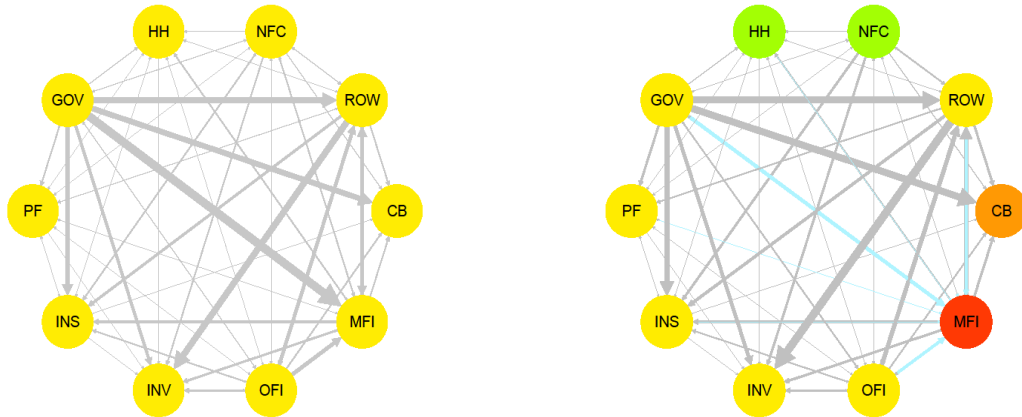 HH NFC
GOV ROW
PF CB
INS MFI
INV OFI
HH NFC
GOV ROW
PF CB
INS MFI
INV OFI